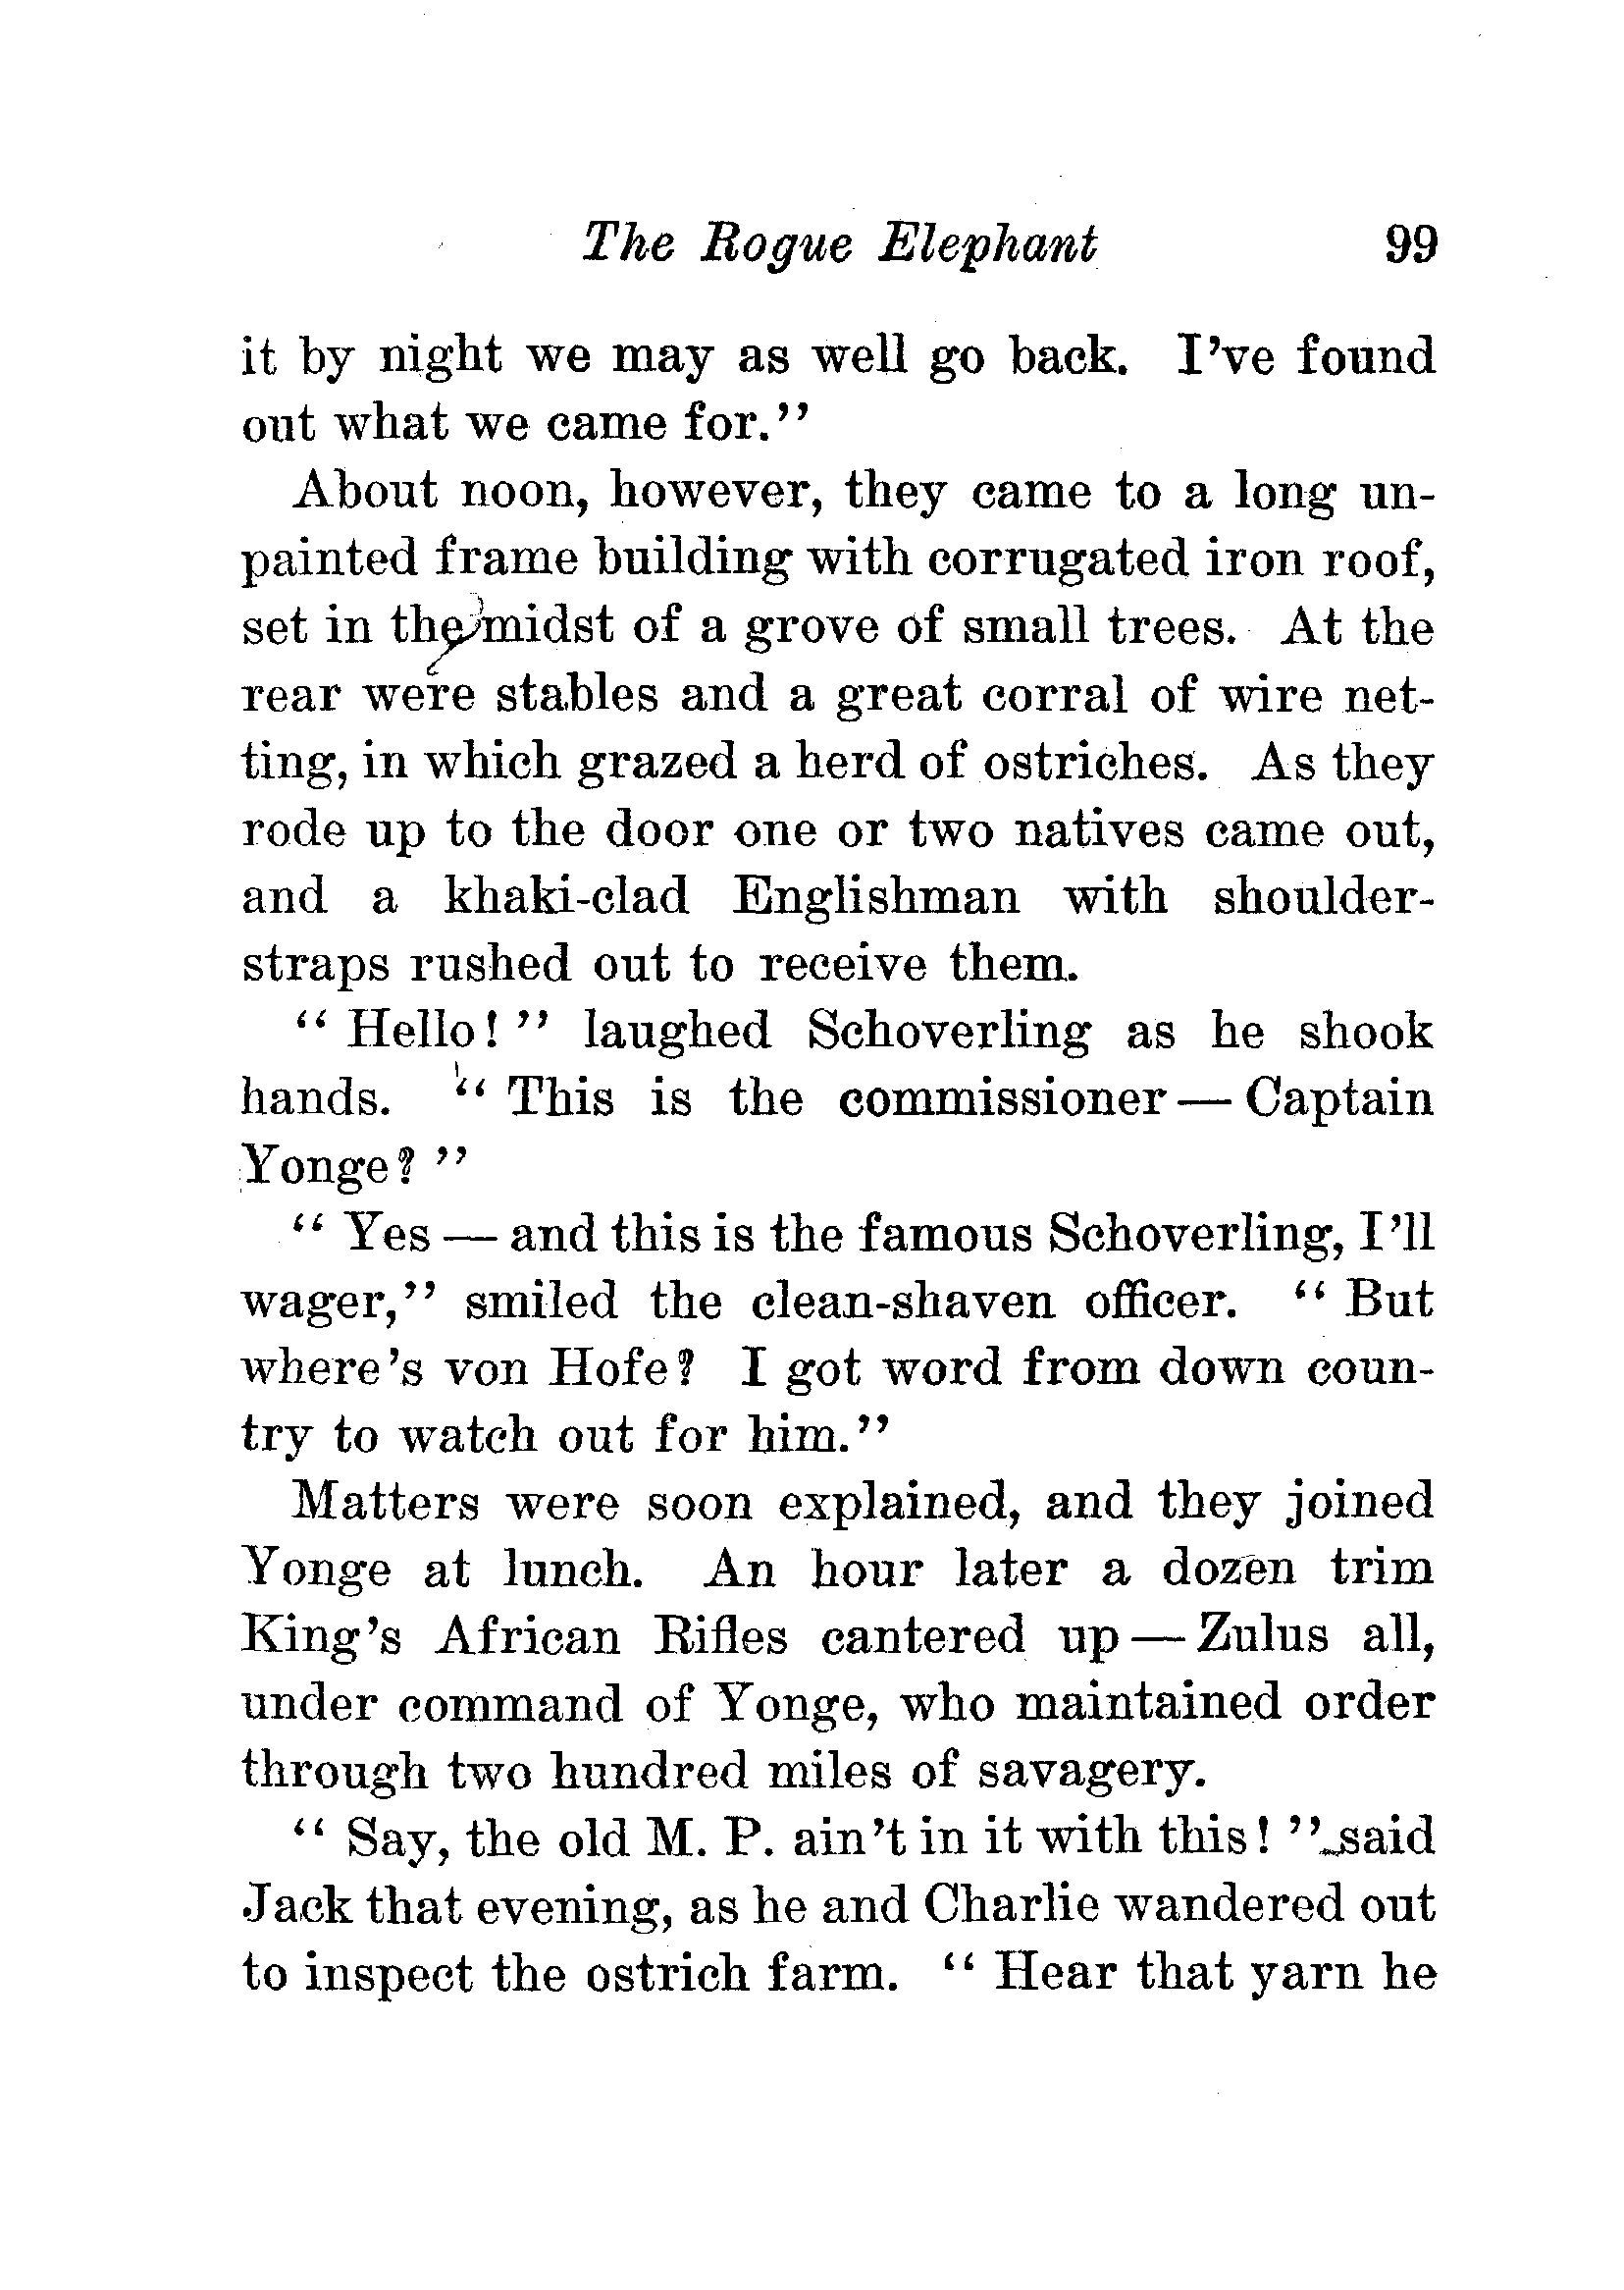 The Rogue Elephant 99
it by night we may as well go back. I've found
out what we came for."
About noon, however, they came to a long un-
painted frame building with corrugated iron roof,
set in the midst of a grove of small trees. At the
rear were stables and a great corral of wire net-
ting, in which grazed a herd of ostriches. As they
rode up to the door one or two natives came out,
and a khaki-clad Englishman with shoulder-
straps rushed out to receive them.
"Hello!" laughed Schoverling as he shook
hands. "This is the commissioner — Captain
Yonge?"
"Yes — and this is the famous Schoverling, I'll
wager," smiled the clean-shaven officer. "But
where's von Hofe? I got word from down coun-
try to watch out for him."
Matters were soon explained, and they joined
Yonge at lunch. An hour later a dozen trim
King's African Rifles cantered up — Zulus all,
under command of Yonge, who maintained order
through two hundred miles of savagery.
"Say, the old M. P. ain't in it with this!" said
Jack that evening, as he and Charlie wandered out
to inspect the ostrich farm. "Hear that yarn he